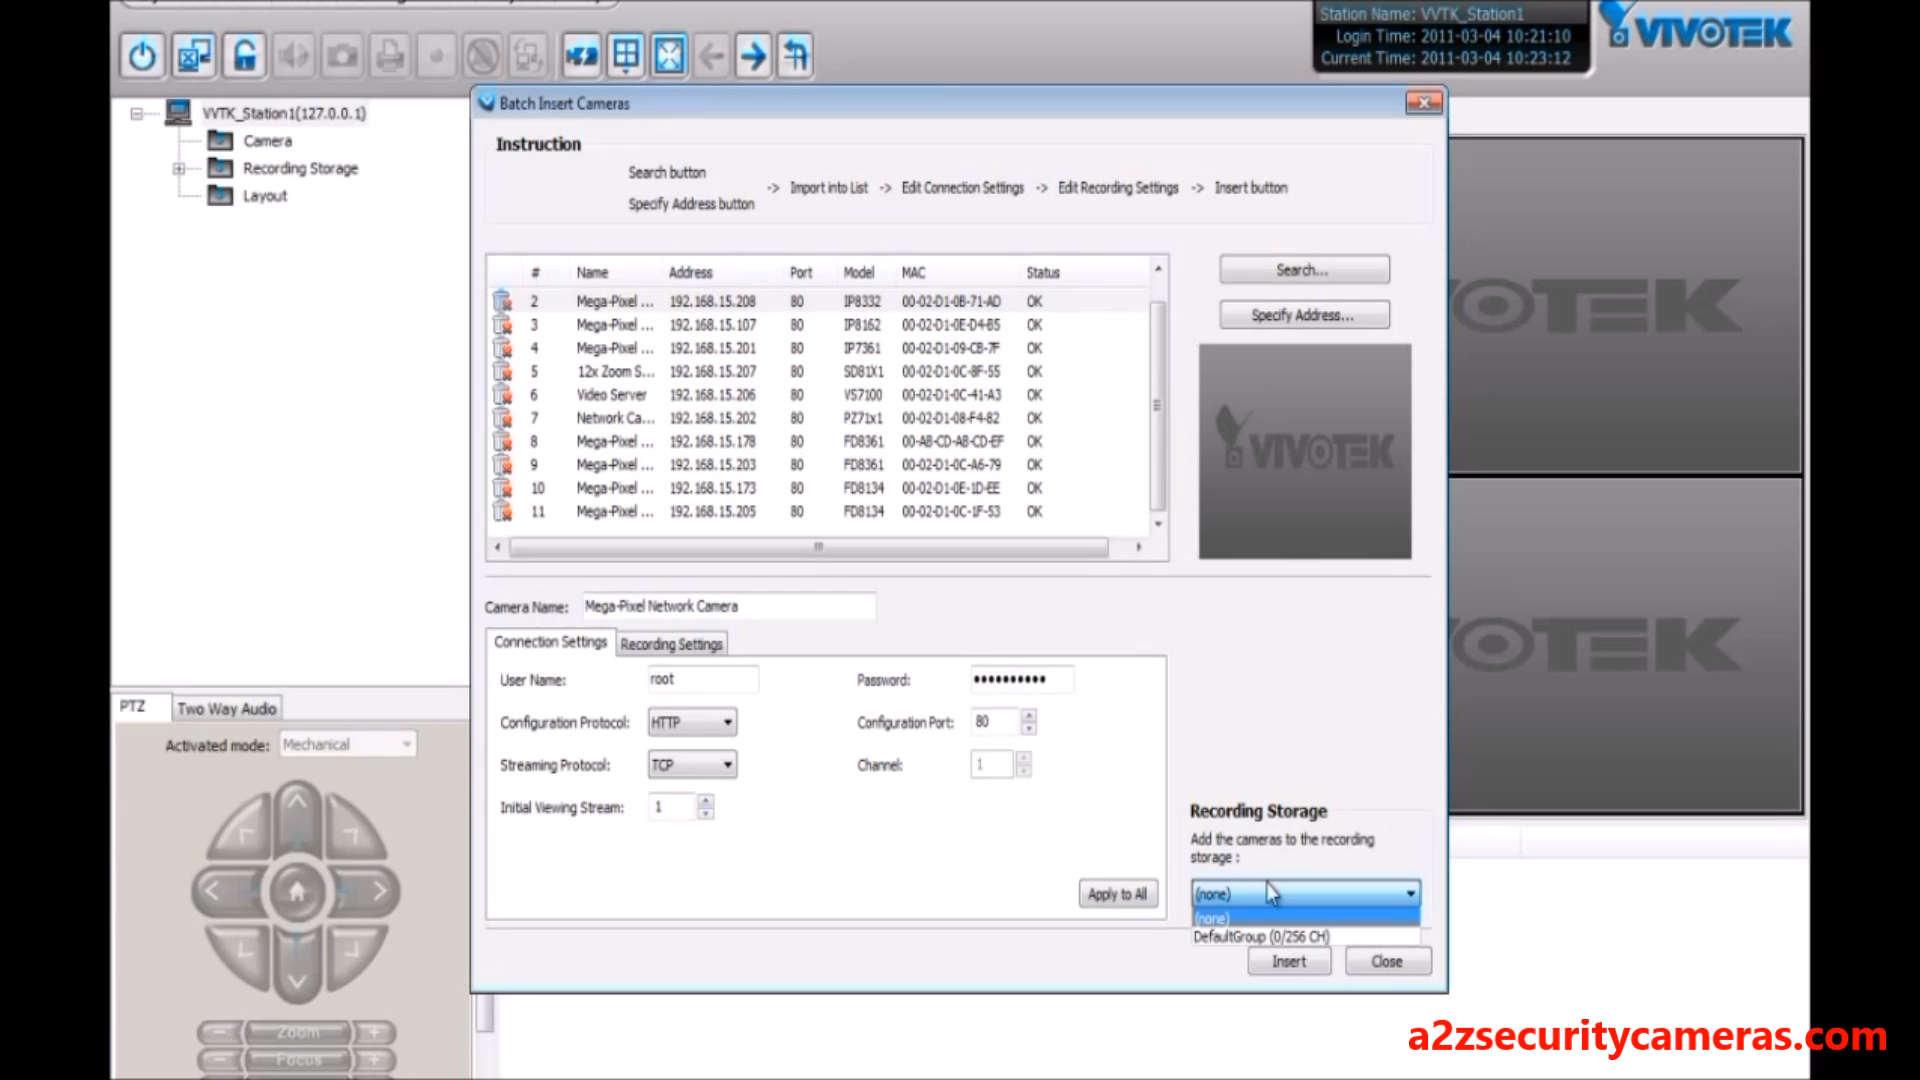 Station Name: VVTK_Station1
Login Time: 2011-03-04 10:21:10
Current Time: 2011-03-04 10:23:12
VIVOTEK
VVTK_Station1(127.0.0.1)
Camera
Recording Storage
Layout
Batch Insert Cameras
Instruction
Search button
Specify Address button
-> Import into List -> Edit Connection Settings -> Edit Recording Settings -> Insert button
# Name Address Port Model MAC Status
2 Mega-Pixel ... 192.168.15.208 80 IP8332 00-02-D1-0B-71-AD OK
3 Mega-Pixel ... 192.168.15.107 80 IP8162 00-02-D1-0E-D4-B5 OK
4 Mega-Pixel ... 192.168.15.201 80 IP7361 00-02-D1-09-CB-7F OK
5 12x Zoom S... 192.168.15.207 80 SD81X1 00-02-D1-0C-8F-55 OK
6 Video Server 192.168.15.206 80 VS7100 00-02-D1-0C-41-A3 OK
7 Network Ca... 192.168.15.202 80 PZ71x1 00-02-D1-08-F4-82 OK
8 Mega-Pixel ... 192.168.15.178 80 FD8361 00-AB-CD-AB-CD-EF OK
9 Mega-Pixel ... 192.168.15.203 80 FD8361 00-02-D1-0C-A6-79 OK
10 Mega-Pixel ... 192.168.15.173 80 FD8134 00-02-D1-0E-1D-EE OK
11 Mega-Pixel ... 192.168.15.205 80 FD8134 00-02-D1-0C-1F-53 OK
Search...
Specify Address...
VIVOTEK
OTEK
OTEK
Camera Name: Mega-Pixel Network Camera
Connection Settings Recording Settings
User Name: root Password: ••••••••••
Configuration Protocol: HTTP Configuration Port: 80
Streaming Protocol: TCP Channel: 1
Initial Viewing Stream: 1
Apply to All
Recording Storage
Add the cameras to the recording
storage :
(none)
(none)
DefaultGroup (0/256 CH)
Insert Close
PTZ Two Way Audio
Activated mode: Mechanical
Zoom
Focus
a2zsecuritycameras.com